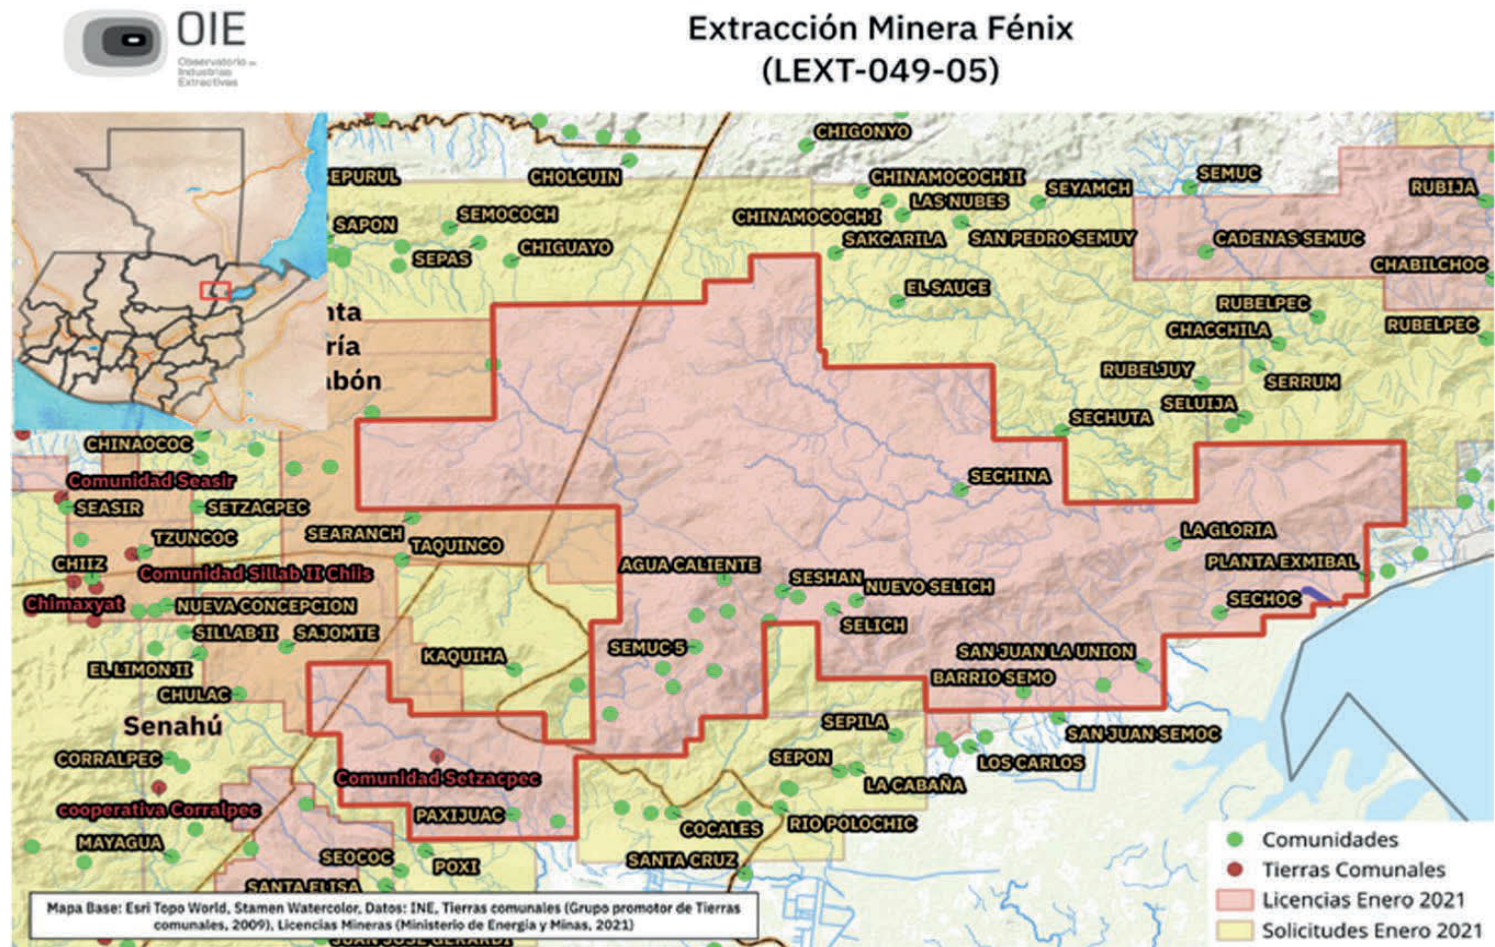 OIE
Observatorio de
Industrias
Extractivas
Extracción Minera Fénix
(LEXT-049-05)
CHIGONYO
EPURUL
CHOLCUIN
CHINAMOCOCH II
SEYAMCH
SEMUC
RUBIJA
SAPON
SEMOCOCH
CHINAMOCOCH I
LAS NUBES
SEPAS
CHIGUAYO
SAKCARILA
SAN PEDRO SEMUY
CADENAS SEMUC
CHABILCHOC
EL SAUCE
RUBELPEC
nta
ría
abón
CHACCHILA
RUBELPEC
RUBELJUY
SERRUM
SELUIJA
SECHUTA
CHINAOCOC
Comunidad Seasir
SECHINA
SEASIR
SETZACPEC
TZUNCOC
SEARANCH
TAQUINCO
LA GLORIA
CHIIZ
Comunidad Sillab II Chiis
AGUA CALIENTE
SESHAN
NUEVO SELICH
PLANTA EXMIBAL
Chimaxyat
NUEVA CONCEPCION
SECHOC
SILLAB II
SAJOMTE
SELICH
EL LIMON II
KAQUIHA
SEMUC 5
SAN JUAN LA UNION
CHULAC
BARRIO SEMO
Senahú
SEPILA
SAN JUAN SEMOC
CORRALPEC
Comunidad Setzacpec
SEPON
LOS CARLOS
LA CABAÑA
cooperativa Corralpec
PAXIJUAC
COCALES
RIO POLOCHIC
MAYAGUA
SEOCOC
POXI
SANTA CRUZ
SANTA ELISA
JUAN JOSE GERARDI
Comunidades
Tierras Comunales
Licencias Enero 2021
Solicitudes Enero 2021
Mapa Base: Esri Topo World, Stamen Watercolor, Datos: INE, Tierras comunales (Grupo promotor de Tierras
comunales, 2009), Licencias Mineras (Ministerio de Energía y Minas, 2021)